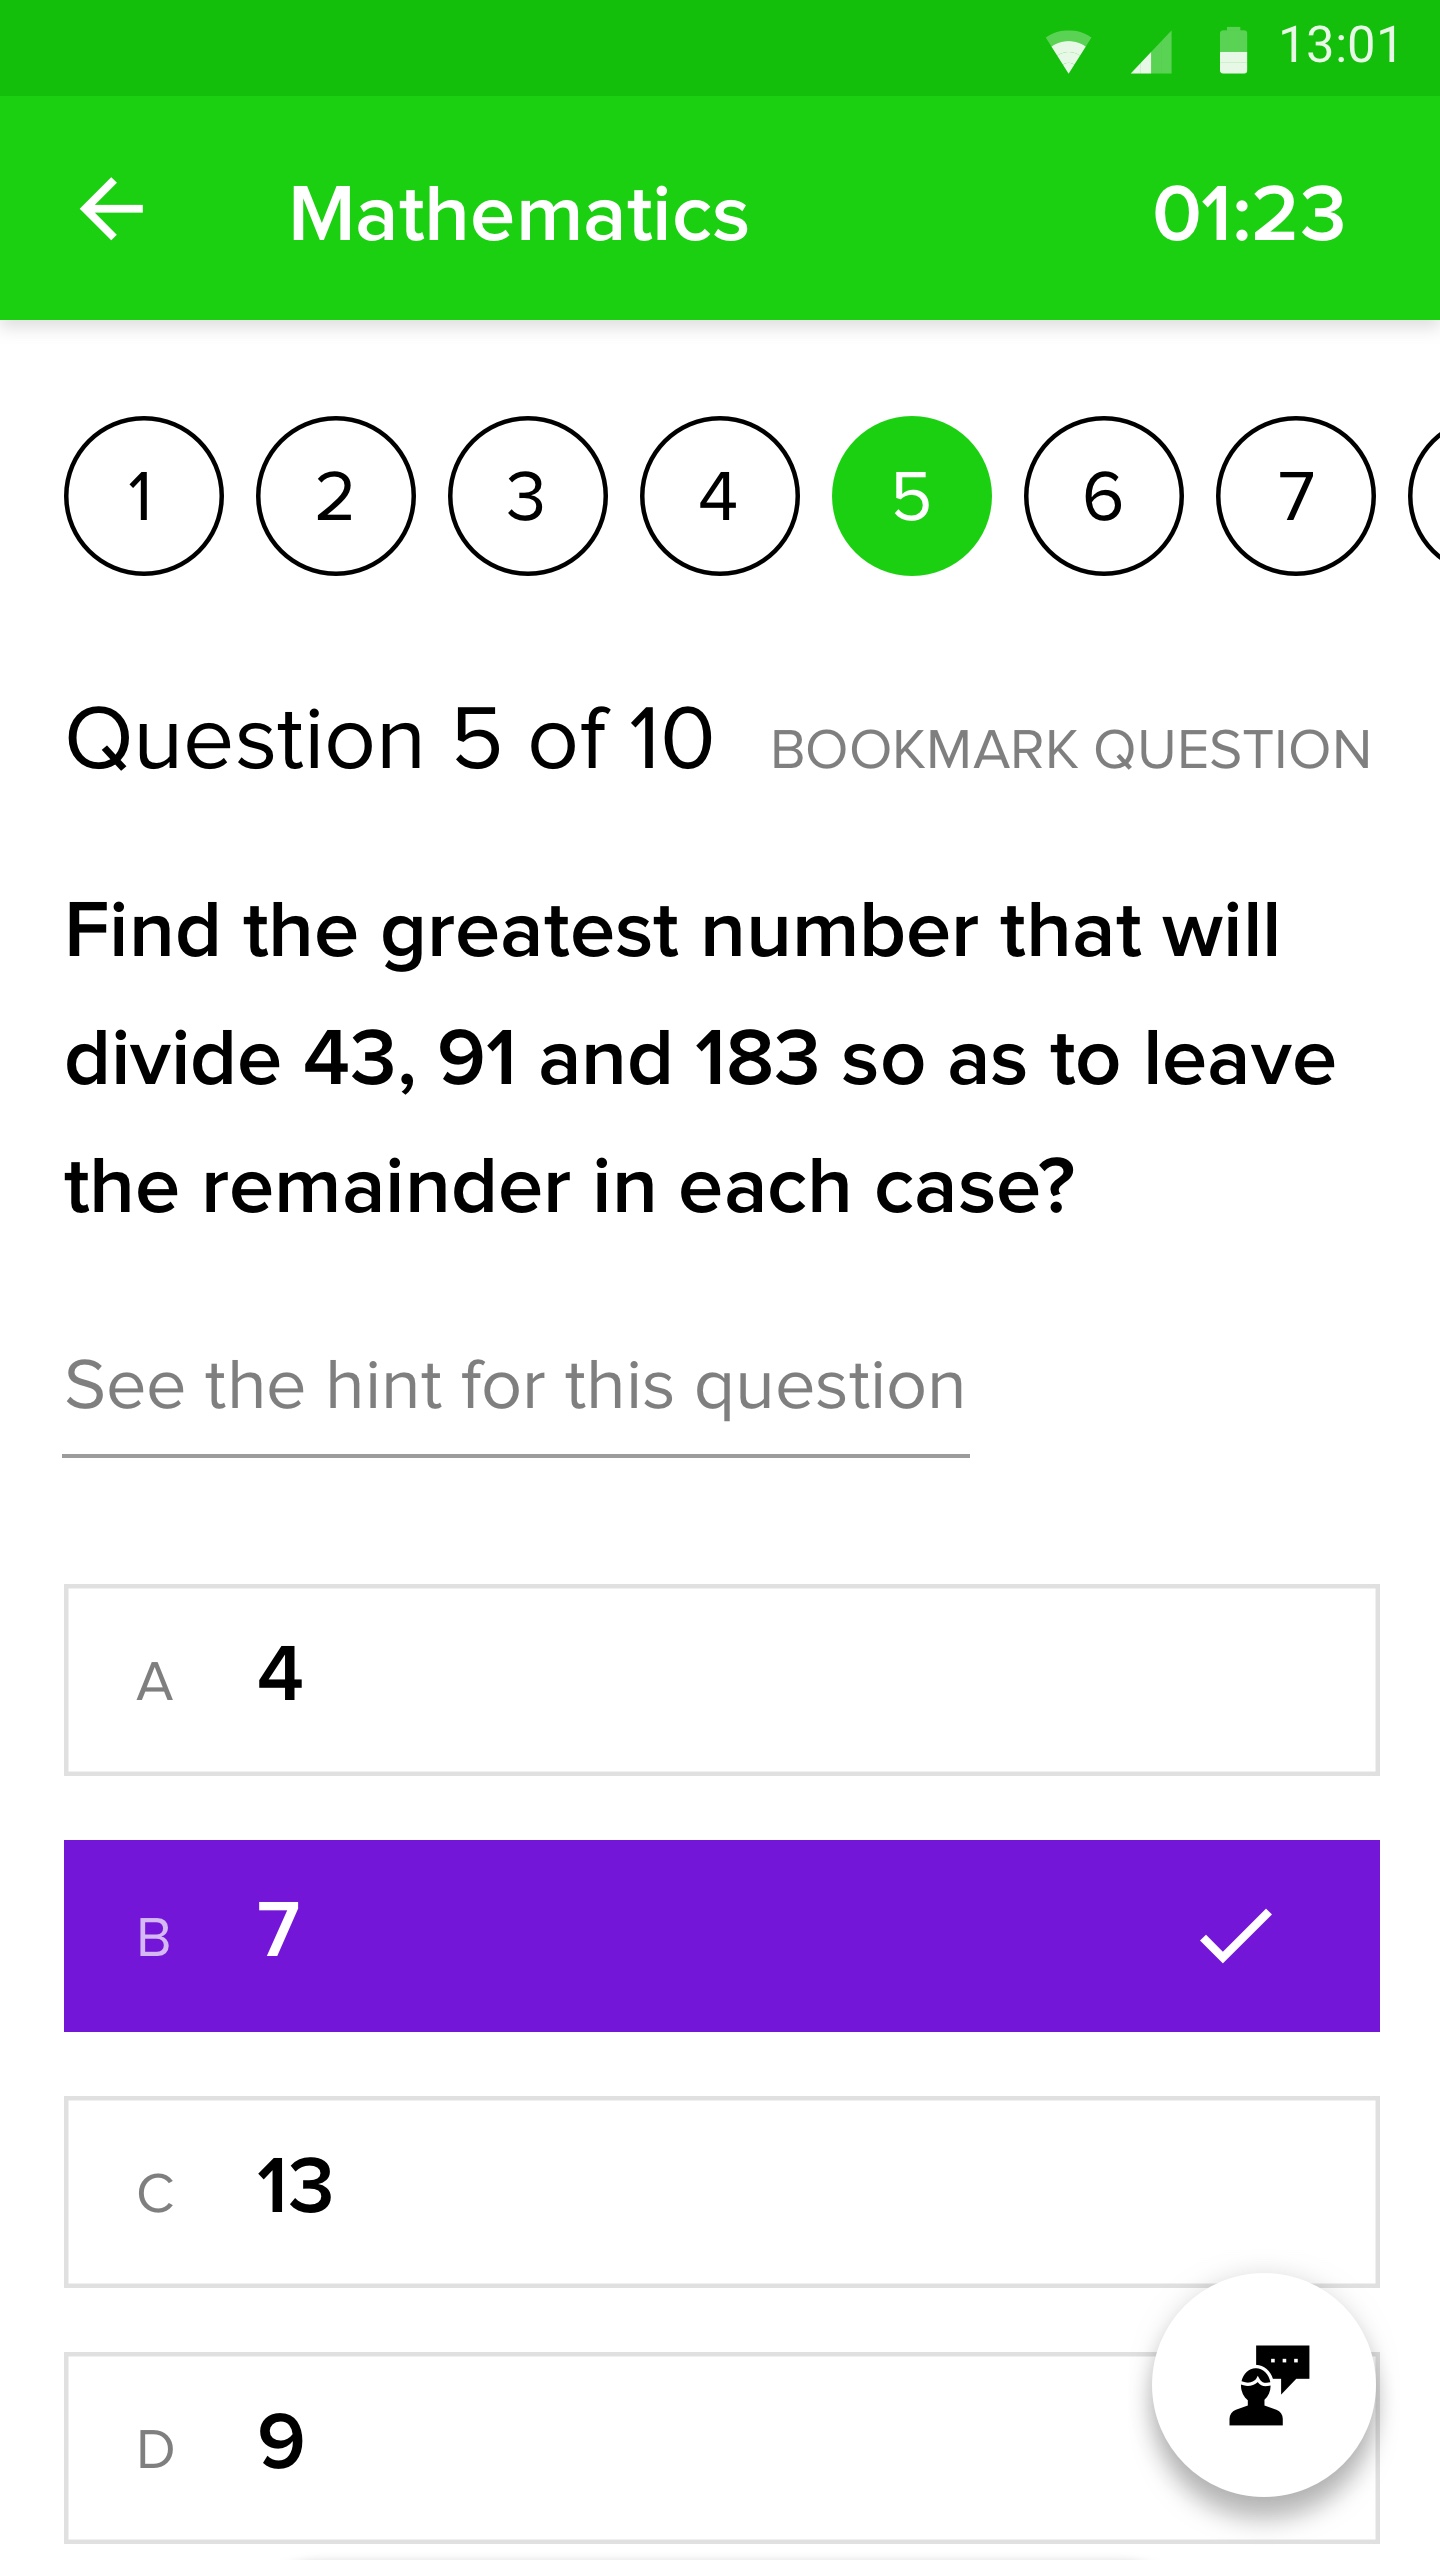 13:01
Mathematics 01:23
1 2 3 4 5 6 7
Question 5 of 10 BOOKMARK QUESTION
Find the greatest number that will
divide 43, 91 and 183 so as to leave
the remainder in each case?
See the hint for this question
A 4
B 7
C 13
D 9